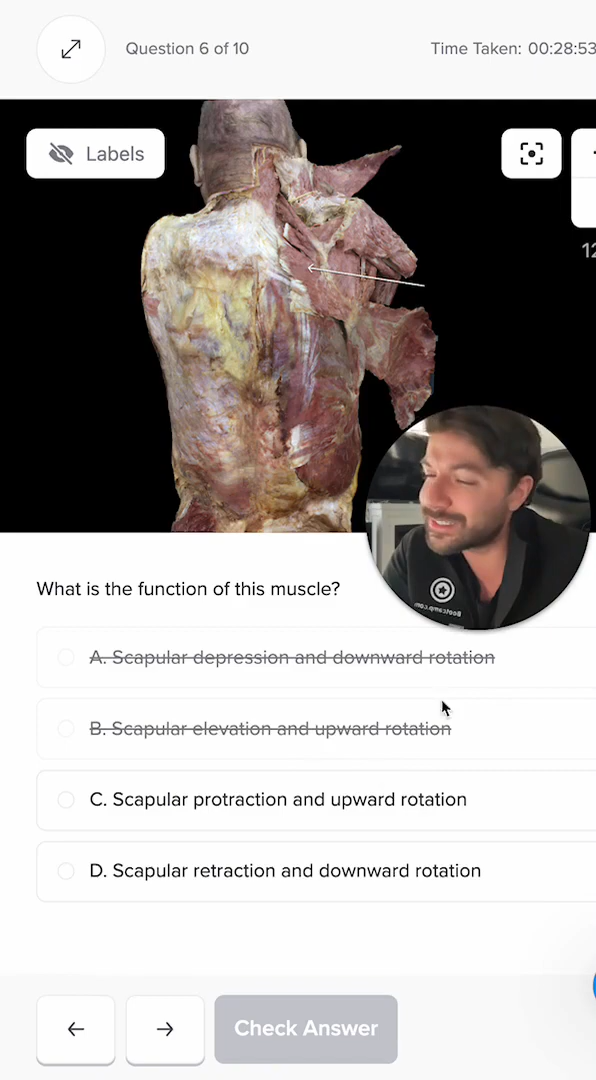 Question 6 of 10
Time Taken: 00:28:53
Labels
12
What is the function of this muscle?
A. Scapular depression and downward rotation
B. Scapular elevation and upward rotation
C. Scapular protraction and upward rotation
D. Scapular retraction and downward rotation
Check Answer